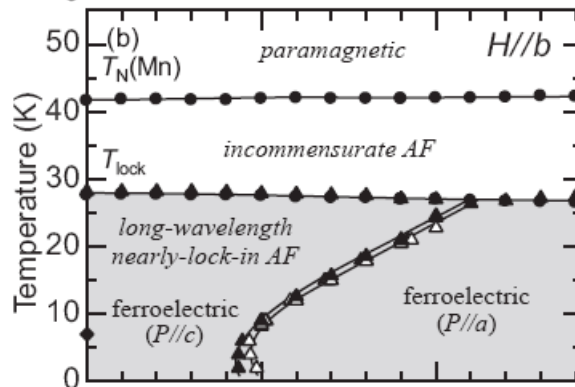 50
(b)
paramagnetic
H//b
T_N(Mn)
40
incommensurate AF
30
T_lock
long-wavelength
nearly-lock-in AF
20
10
ferroelectric
(P//c)
ferroelectric
(P//a)
0
Temperature (K)